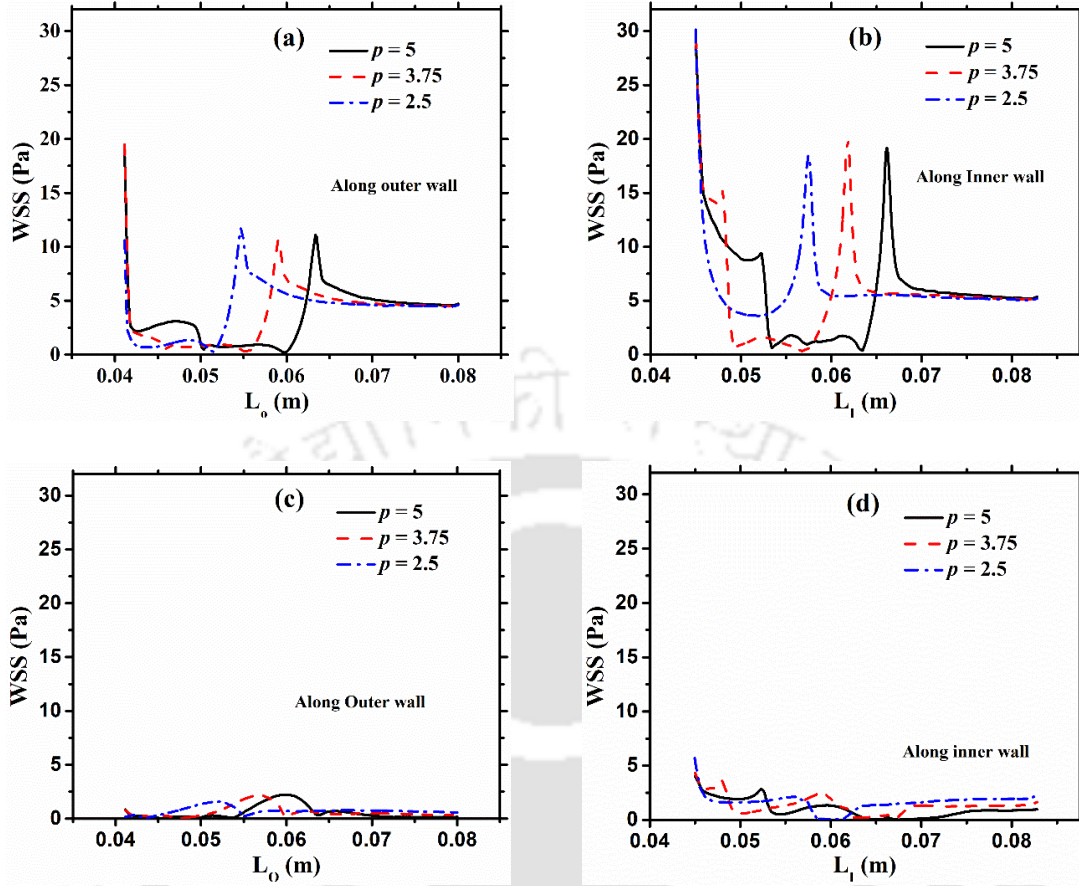 (a)
p = 5
p = 3.75
p = 2.5
Along outer wall
WSS (Pa)
30
25
20
15
10
5
0
0.04 0.05 0.06 0.07 0.08
Lo (m)
(b)
p = 5
p = 3.75
p = 2.5
Along Inner wall
WSS (Pa)
30
25
20
15
10
5
0
0.04 0.05 0.06 0.07 0.08
LI (m)
(c)
p = 5
p = 3.75
p = 2.5
Along Outer wall
WSS (Pa)
30
25
20
15
10
5
0
0.04 0.05 0.06 0.07 0.08
LO (m)
(d)
p = 5
p = 3.75
p = 2.5
Along inner wall
WSS (Pa)
30
25
20
15
10
5
0
0.04 0.05 0.06 0.07 0.08
LI (m)